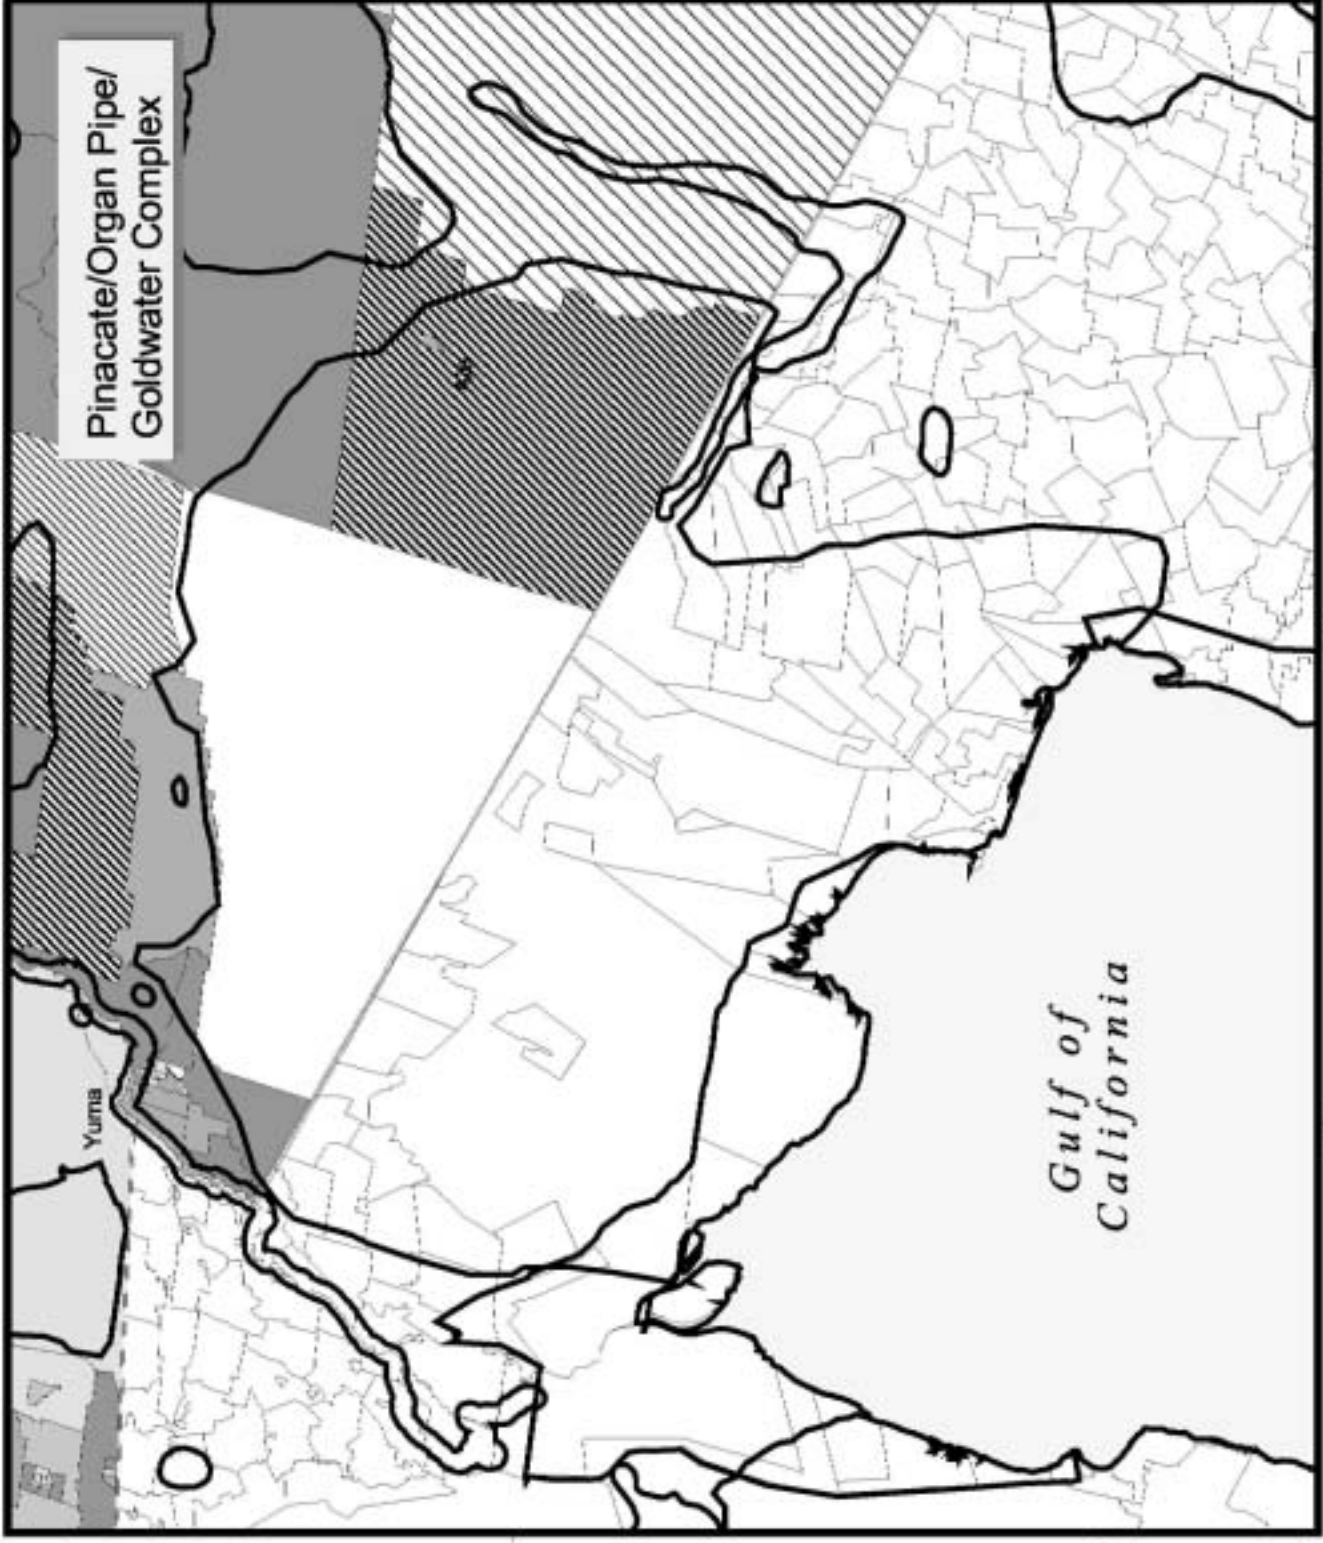 Pinacate/Organ Pipe/
Goldwater Complex
Yuma
Gulf of
California